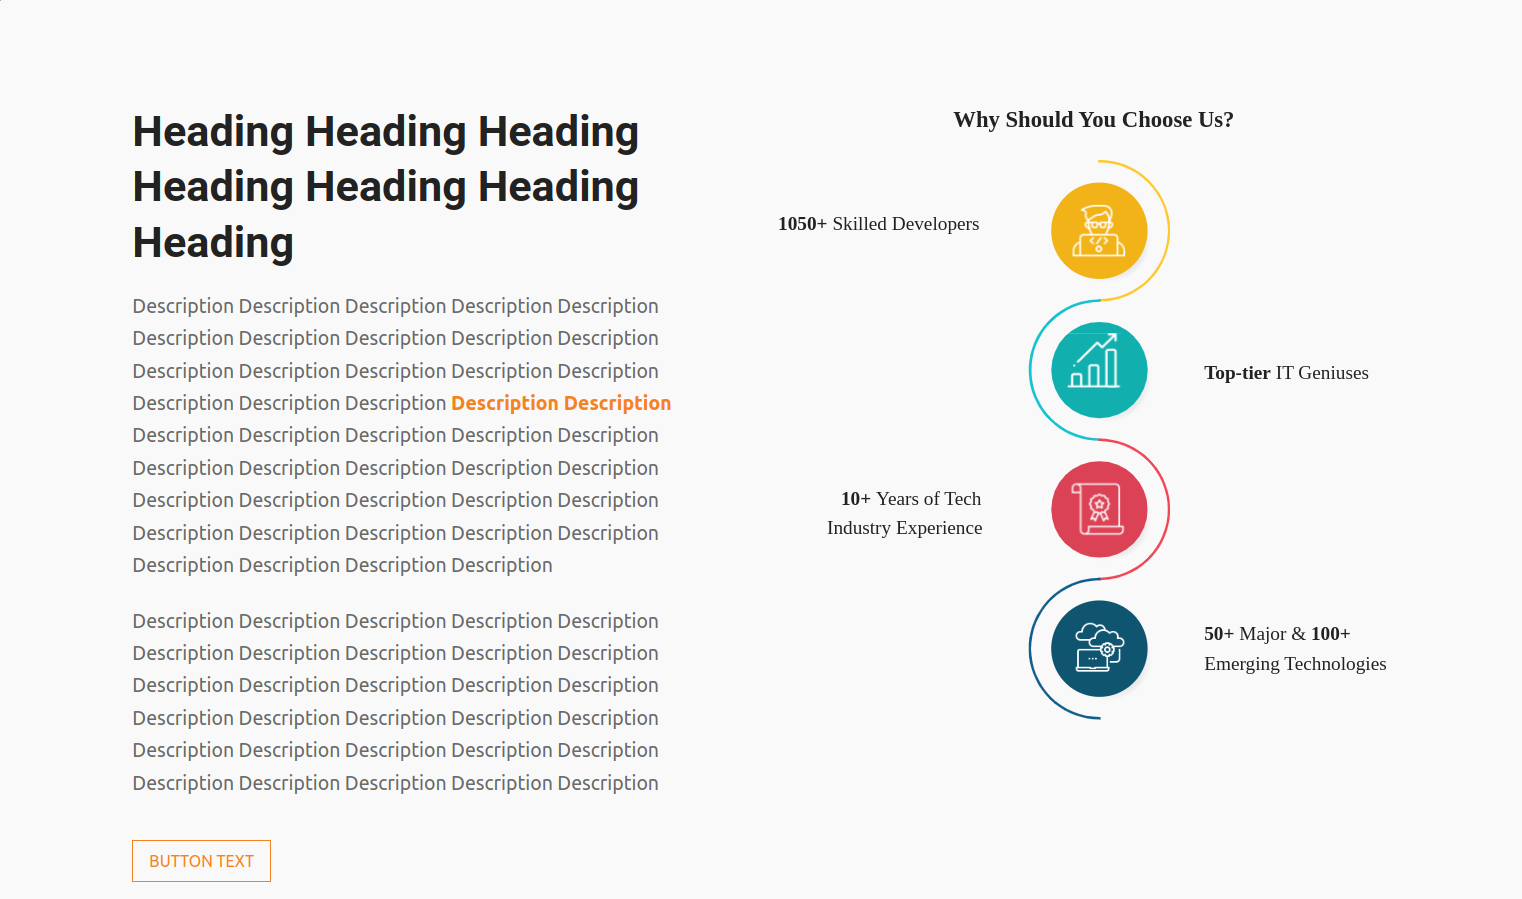 Heading Heading Heading
Heading Heading Heading
Heading
Description Description Description Description Description
Description Description Description Description Description
Description Description Description Description Description
Description Description Description Description Description
Description Description Description Description Description
Description Description Description Description Description
Description Description Description Description Description
Description Description Description Description Description
Description Description Description Description
Description Description Description Description Description
Description Description Description Description Description
Description Description Description Description Description
Description Description Description Description Description
Description Description Description Description Description
Description Description Description Description Description
BUTTON TEXT
Why Should You Choose Us?
1050+ Skilled Developers
Top-tier IT Geniuses
10+ Years of Tech
Industry Experience
50+ Major & 100+
Emerging Technologies